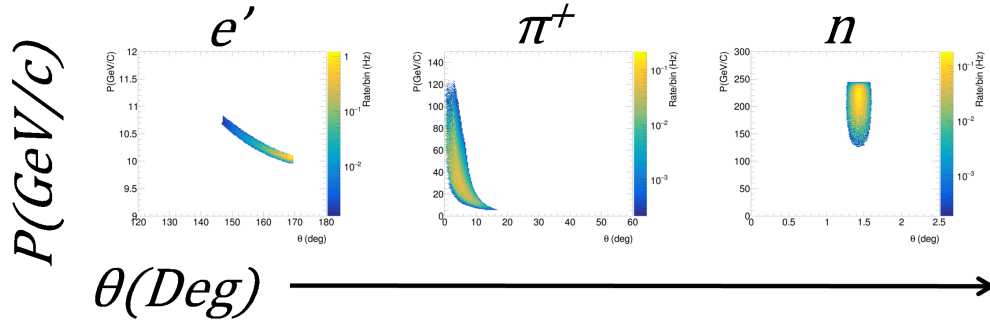 e’ π⁺ n
P(GeV/c)
P(GeV/C)
12
11.5
11
10.5
10
9.5
9
120 130 140 150 160 170 180
θ (deg)
1
10⁻¹
10⁻²
Rate/bin (Hz)
P(GeV/C)
140
120
100
80
60
40
20
0
0 10 20 30 40 50 60
θ (deg)
10⁻¹
10⁻²
10⁻³
Rate/bin (Hz)
P(GeV/C)
300
250
200
150
100
50
0
0 0.5 1 1.5 2 2.5
θ (deg)
10⁻¹
10⁻²
10⁻³
Rate/bin (Hz)
θ(Deg)